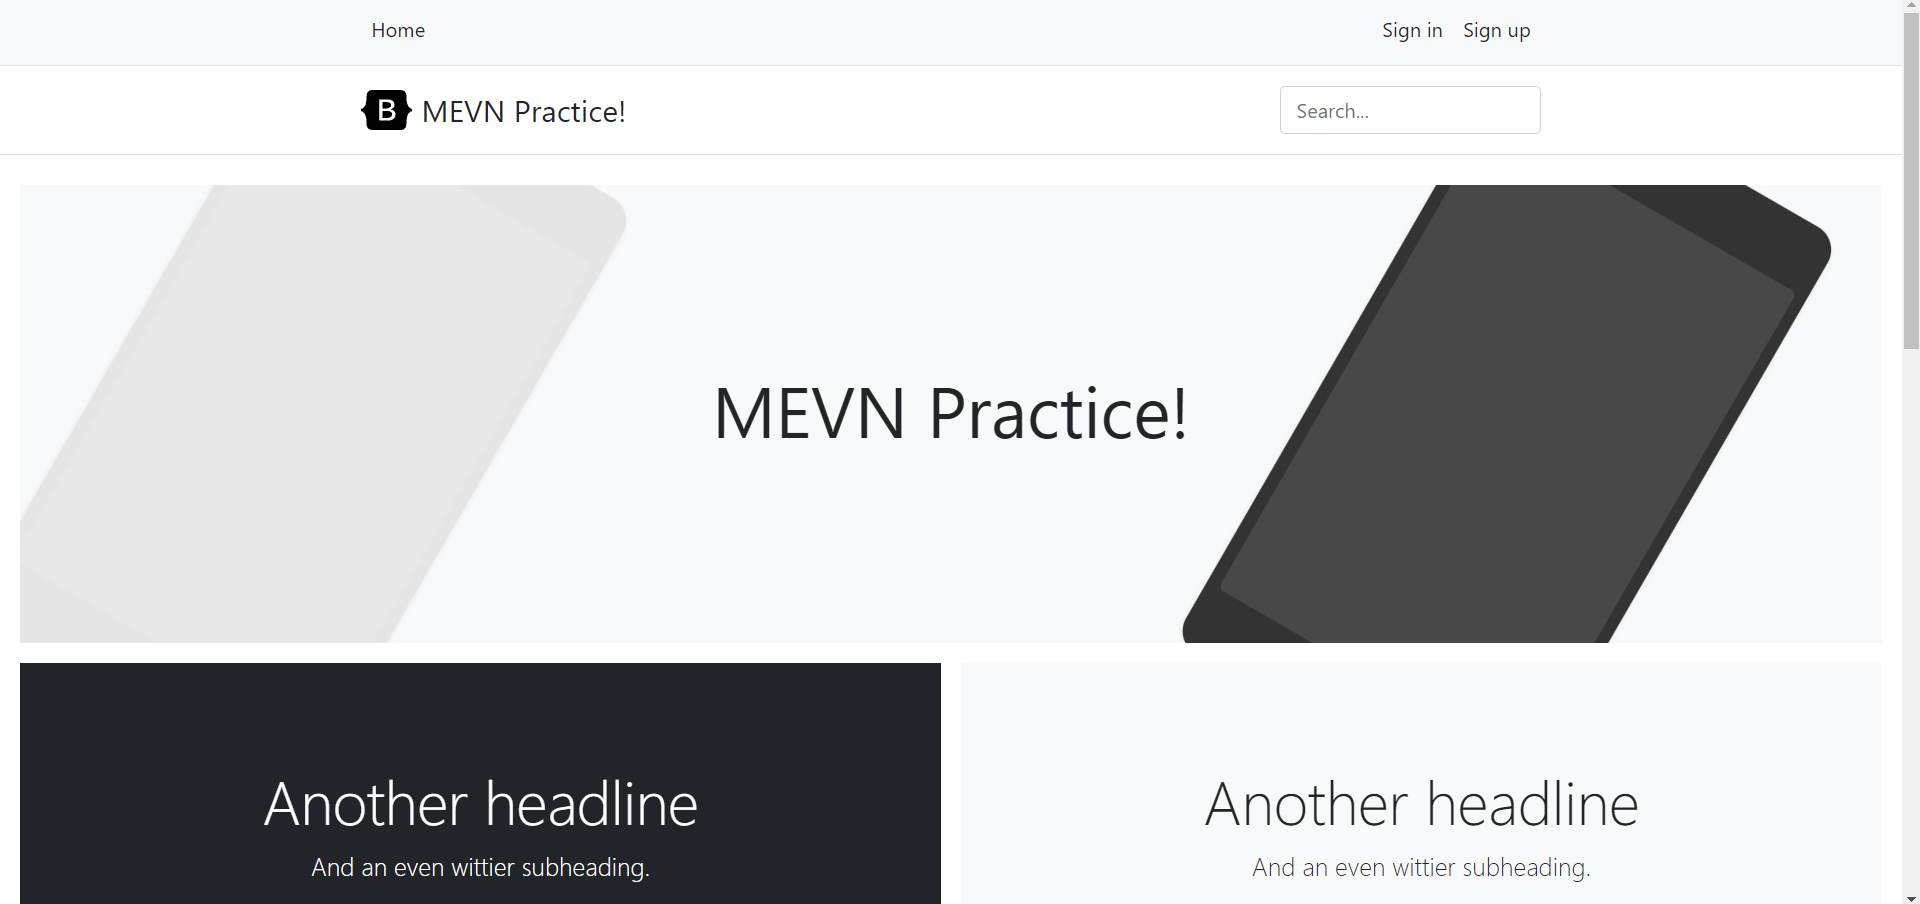 Home Sign in Sign up
B MEVN Practice! Search...
MEVN Practice!
Another headline
And an even wittier subheading.
Another headline
And an even wittier subheading.